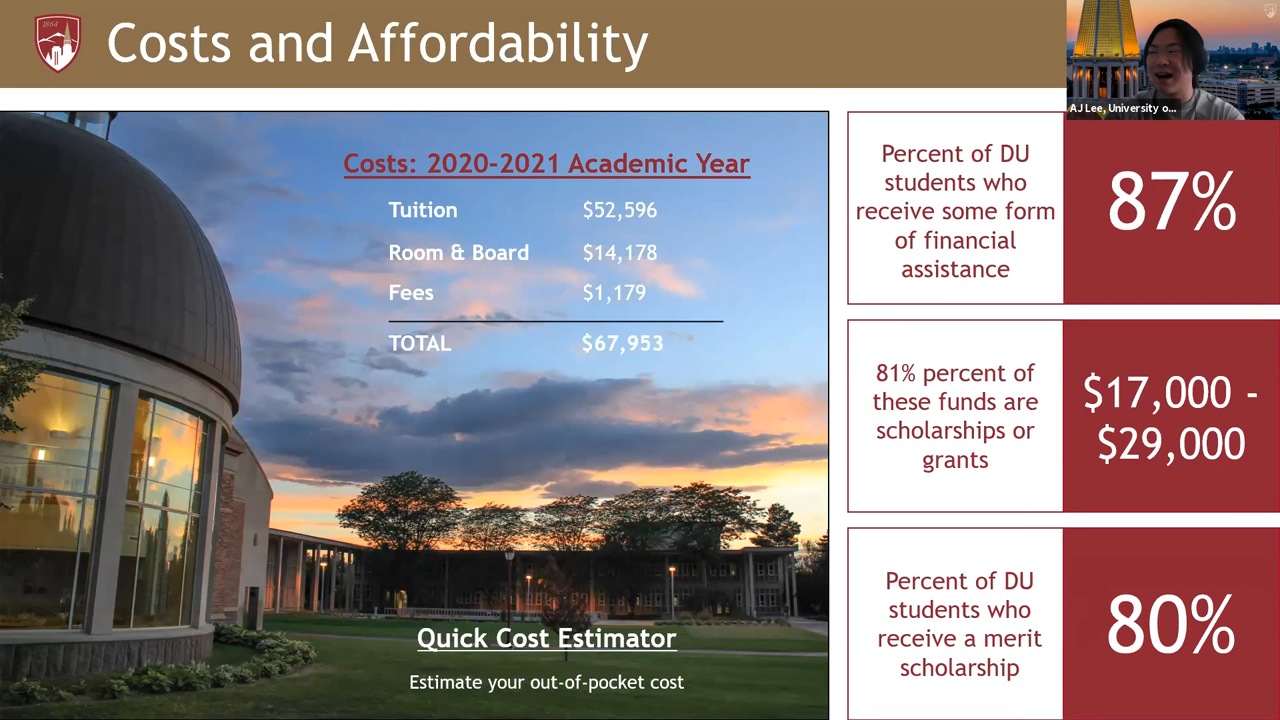 1864
Costs and Affordability
AJ Lee, University o...
Costs: 2020-2021 Academic Year
Tuition $52,596
Room & Board $14,178
Fees $1,179
TOTAL $67,953
Quick Cost Estimator
Estimate your out-of-pocket cost
Percent of DU
students who
receive some form
of financial
assistance
87%
81% percent of
these funds are
scholarships or
grants
$17,000 -
$29,000
Percent of DU
students who
receive a merit
scholarship
80%